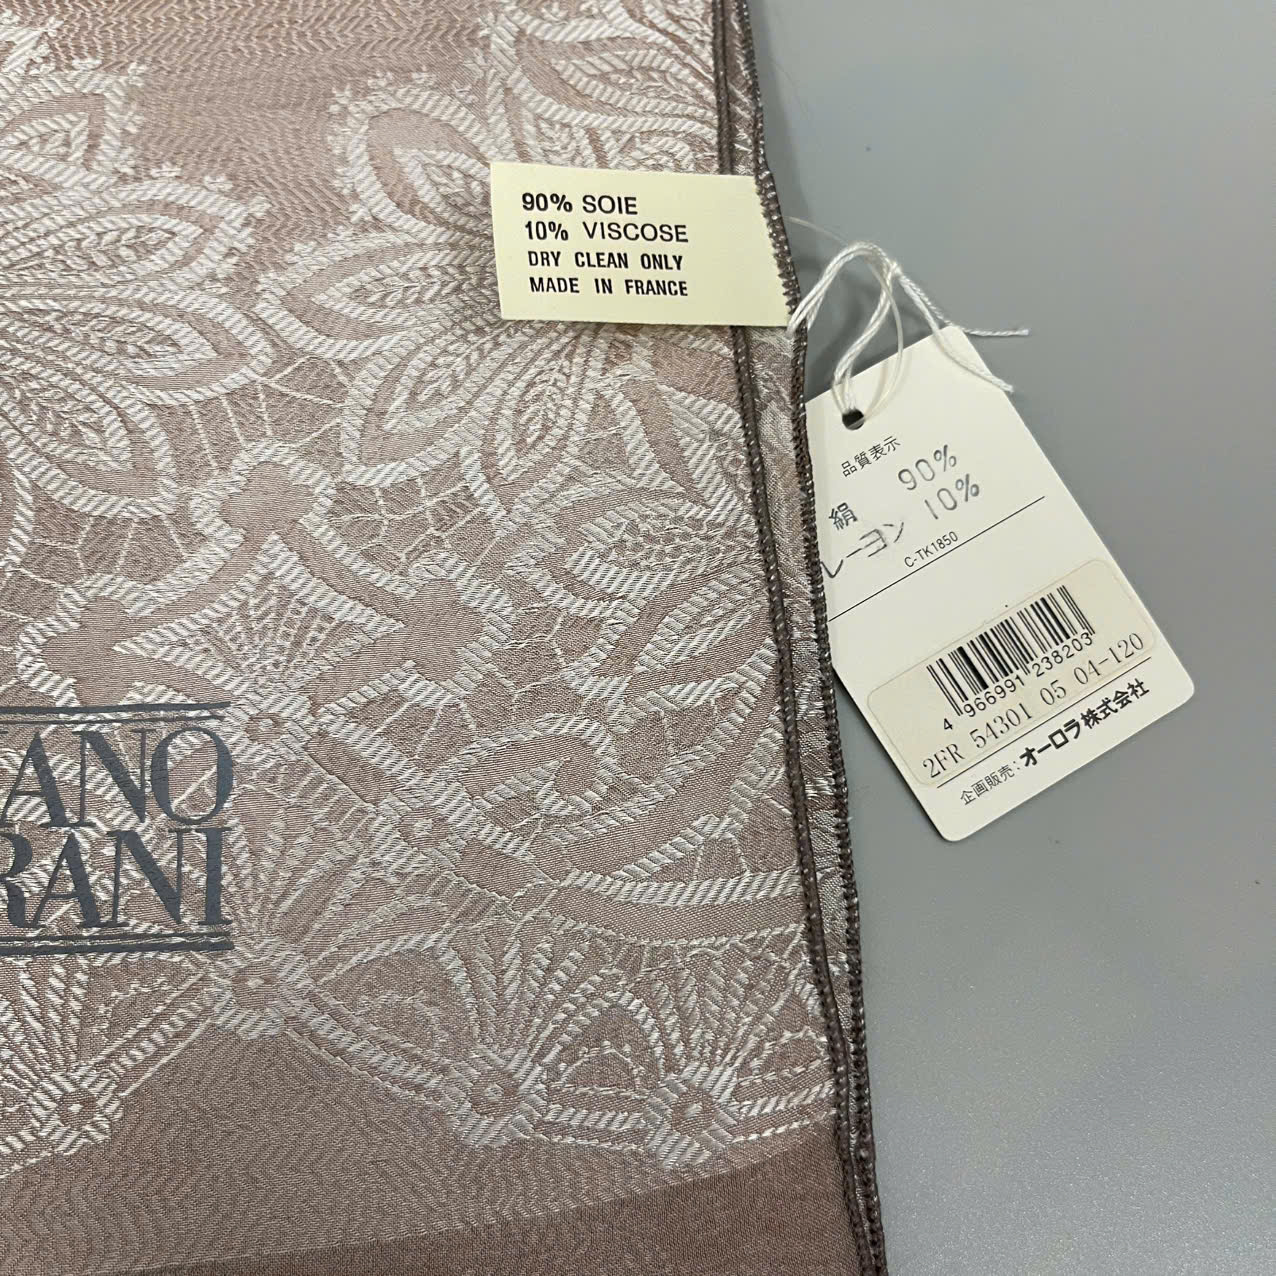 90% SOIE
10% VISCOSE
DRY CLEAN ONLY
MADE IN FRANCE
品質表示
絹 90%
レーヨン 10%
C-TK1850
4 966991 238203
2FR 54301 05 04-120
企画販売:オーロラ株式会社
ANO
RANI